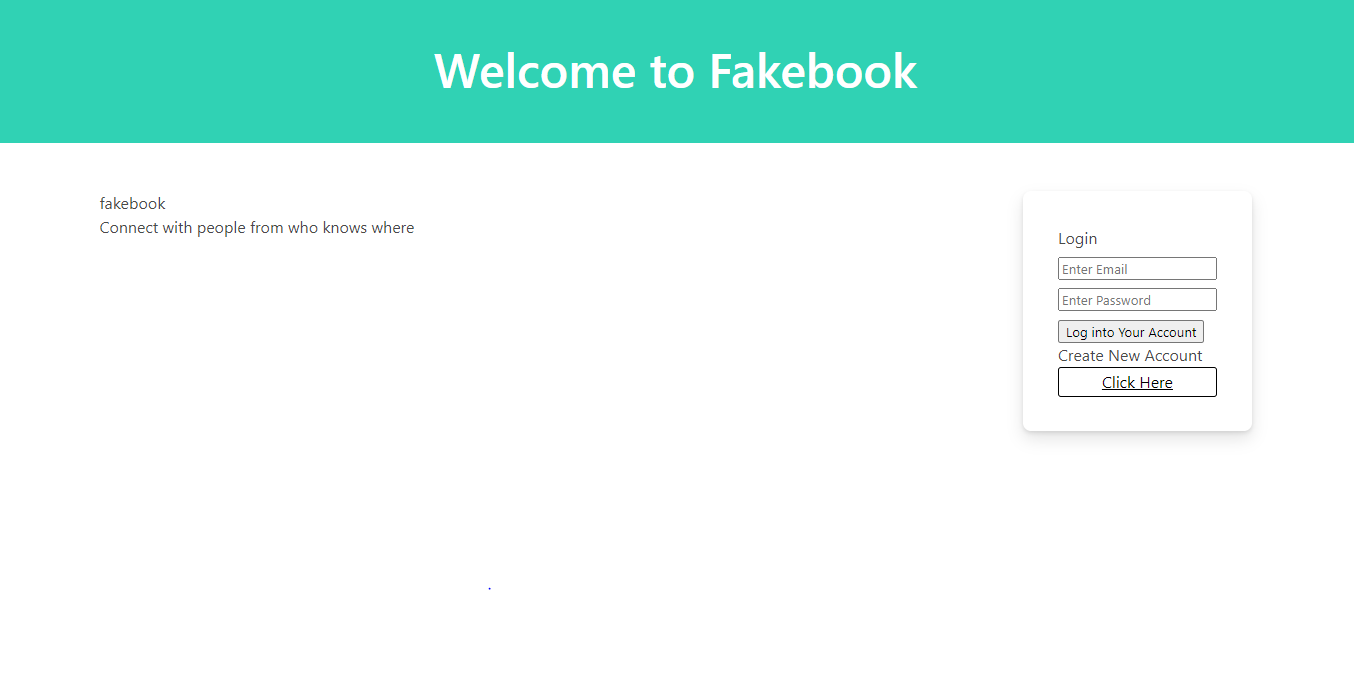 Welcome to Fakebook
fakebook
Connect with people from who knows where
Login
Enter Email
Enter Password
Log into Your Account
Create New Account
Click Here